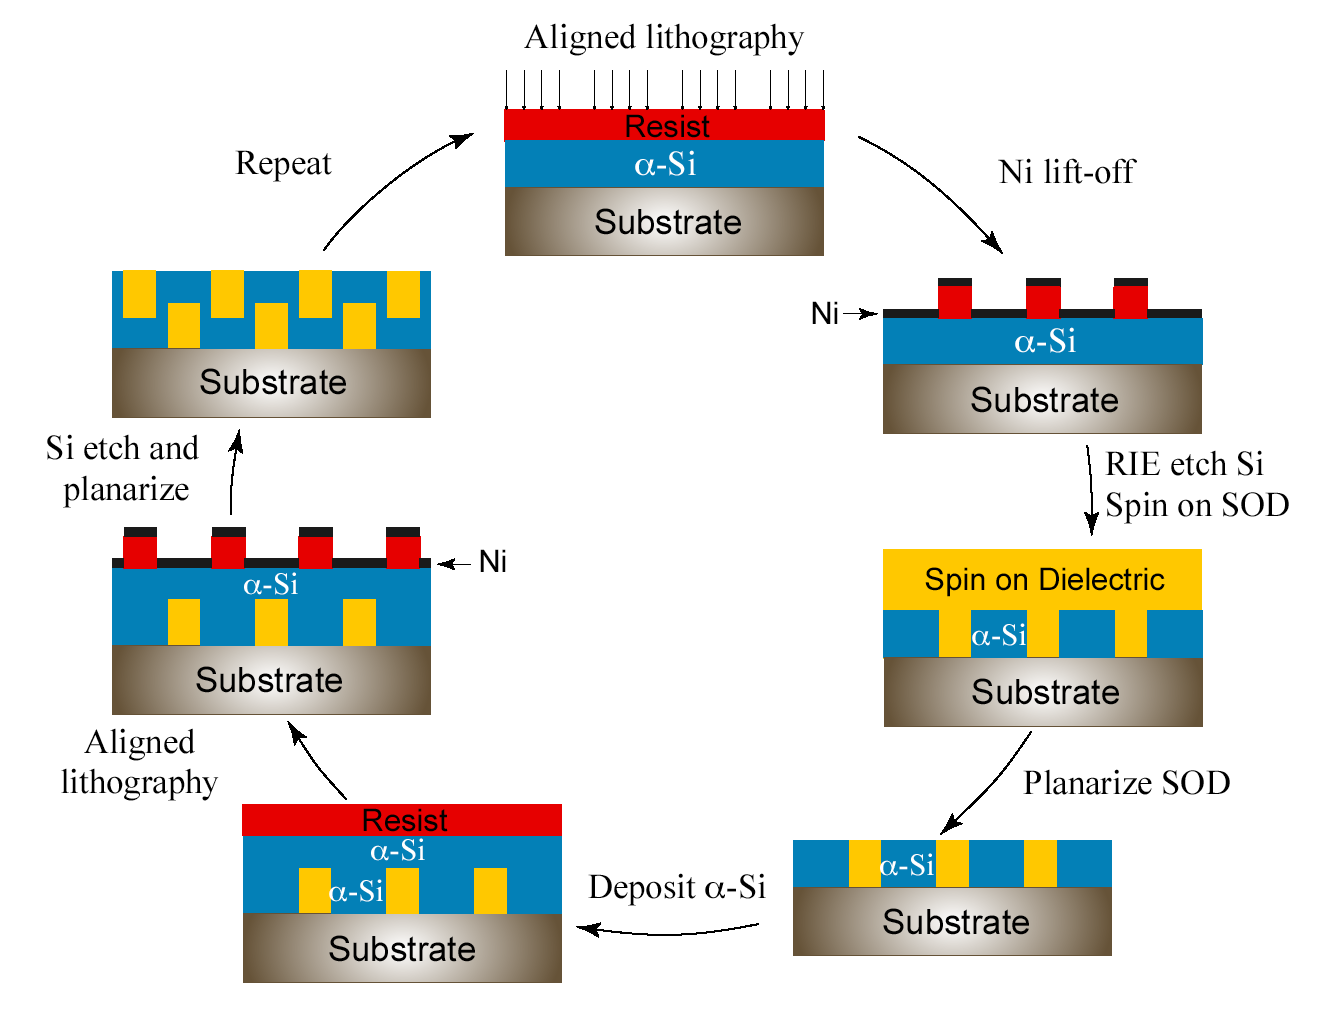 Aligned lithography
Resist
α-Si
Substrate
Ni lift-off
Ni
α-Si
Substrate
RIE etch Si
Spin on SOD
Spin on Dielectric
α-Si
Substrate
Planarize SOD
α-Si
Substrate
Deposit α-Si
Resist
α-Si
α-Si
Substrate
Aligned
lithography
Ni
α-Si
Substrate
Si etch and
planarize
Substrate
Repeat